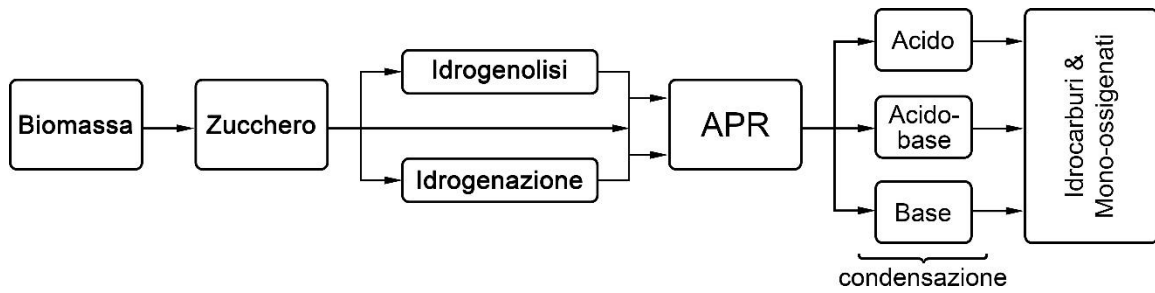 Biomassa
Zucchero
Idrogenolisi
Idrogenazione
APR
Acido
Acido-
base
Base
condensazione
Idrocarburi &
Mono-ossigenati